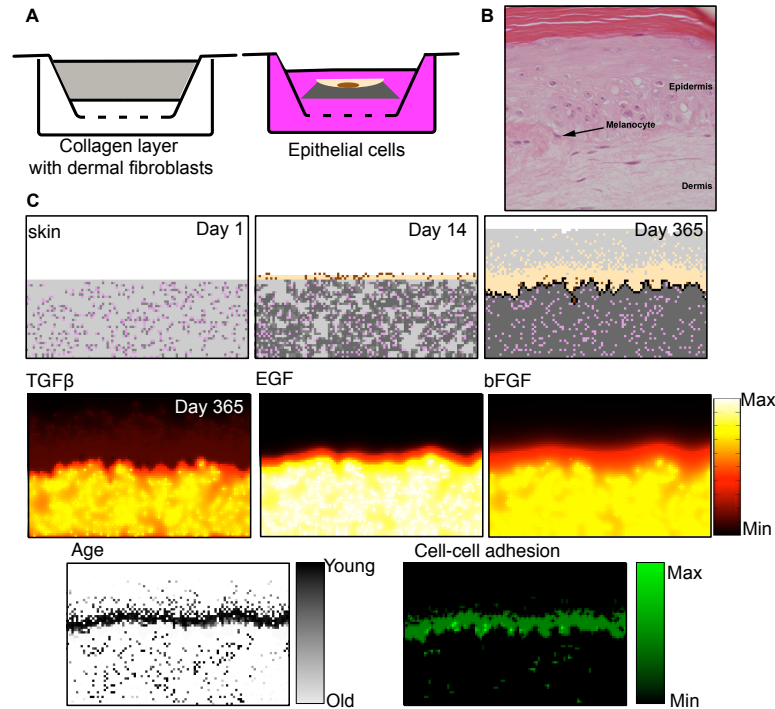 A
Collagen layer
with dermal fibroblasts
Epithelial cells
B
Epidermis
Melanocyte
Dermis
C
skin
Day 1
Day 14
Day 365
TGFβ
Day 365
EGF
bFGF
Max
Min
Age
Young
Old
Cell-cell adhesion
Max
Min